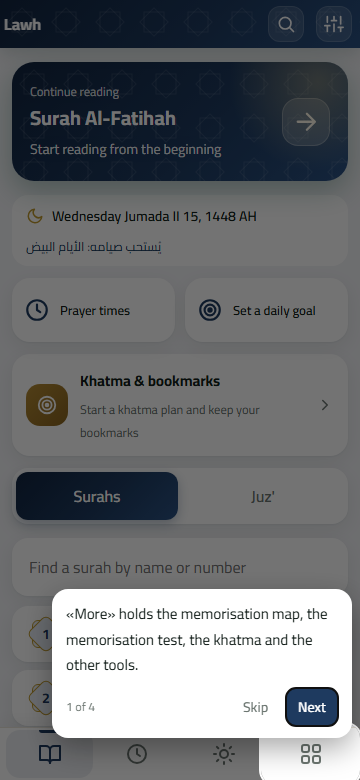 Lawh
Continue reading
Surah Al-Fatihah
Start reading from the beginning
Wednesday Jumada II 15, 1448 AH
يُستحب صيامه: الأيام البيض
Prayer times
Set a daily goal
Khatma & bookmarks
Start a khatma plan and keep your
bookmarks
Surahs
Juz'
Find a surah by name or number
1
2
«More» holds the memorisation map, the
memorisation test, the khatma and the
other tools.
1 of 4
Skip
Next